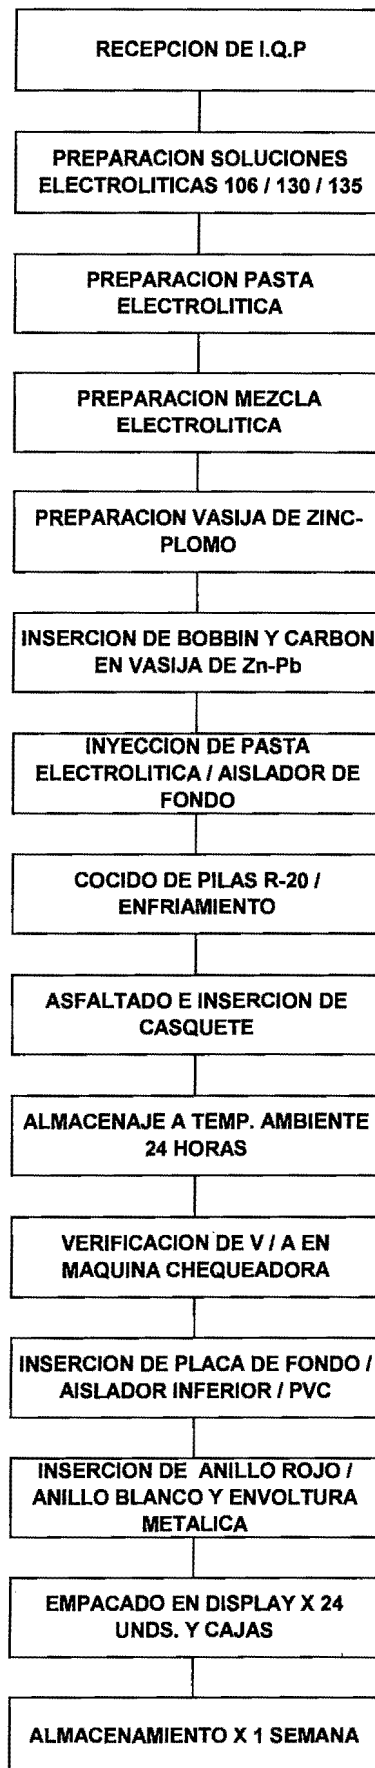 RECEPCION DE I.Q.P
PREPARACION SOLUCIONES
ELECTROLITICAS 106 / 130 / 135
PREPARACION PASTA
ELECTROLITICA
PREPARACION MEZCLA
ELECTROLITICA
PREPARACION VASIJA DE ZINC-
PLOMO
INSERCION DE BOBBIN Y CARBON
EN VASIJA DE Zn-Pb
INYECCION DE PASTA
ELECTROLITICA / AISLADOR DE
FONDO
COCIDO DE PILAS R-20 /
ENFRIAMIENTO
ASFALTADO E INSERCION DE
CASQUETE
ALMACENAJE A TEMP. AMBIENTE
24 HORAS
VERIFICACION DE V / A EN
MAQUINA CHEQUEADORA
INSERCION DE PLACA DE FONDO /
AISLADOR INFERIOR / PVC
INSERCION DE ANILLO ROJO /
ANILLO BLANCO Y ENVOLTURA
METALICA
EMPACADO EN DISPLAY X 24
UNDS. Y CAJAS
ALMACENAMIENTO X 1 SEMANA